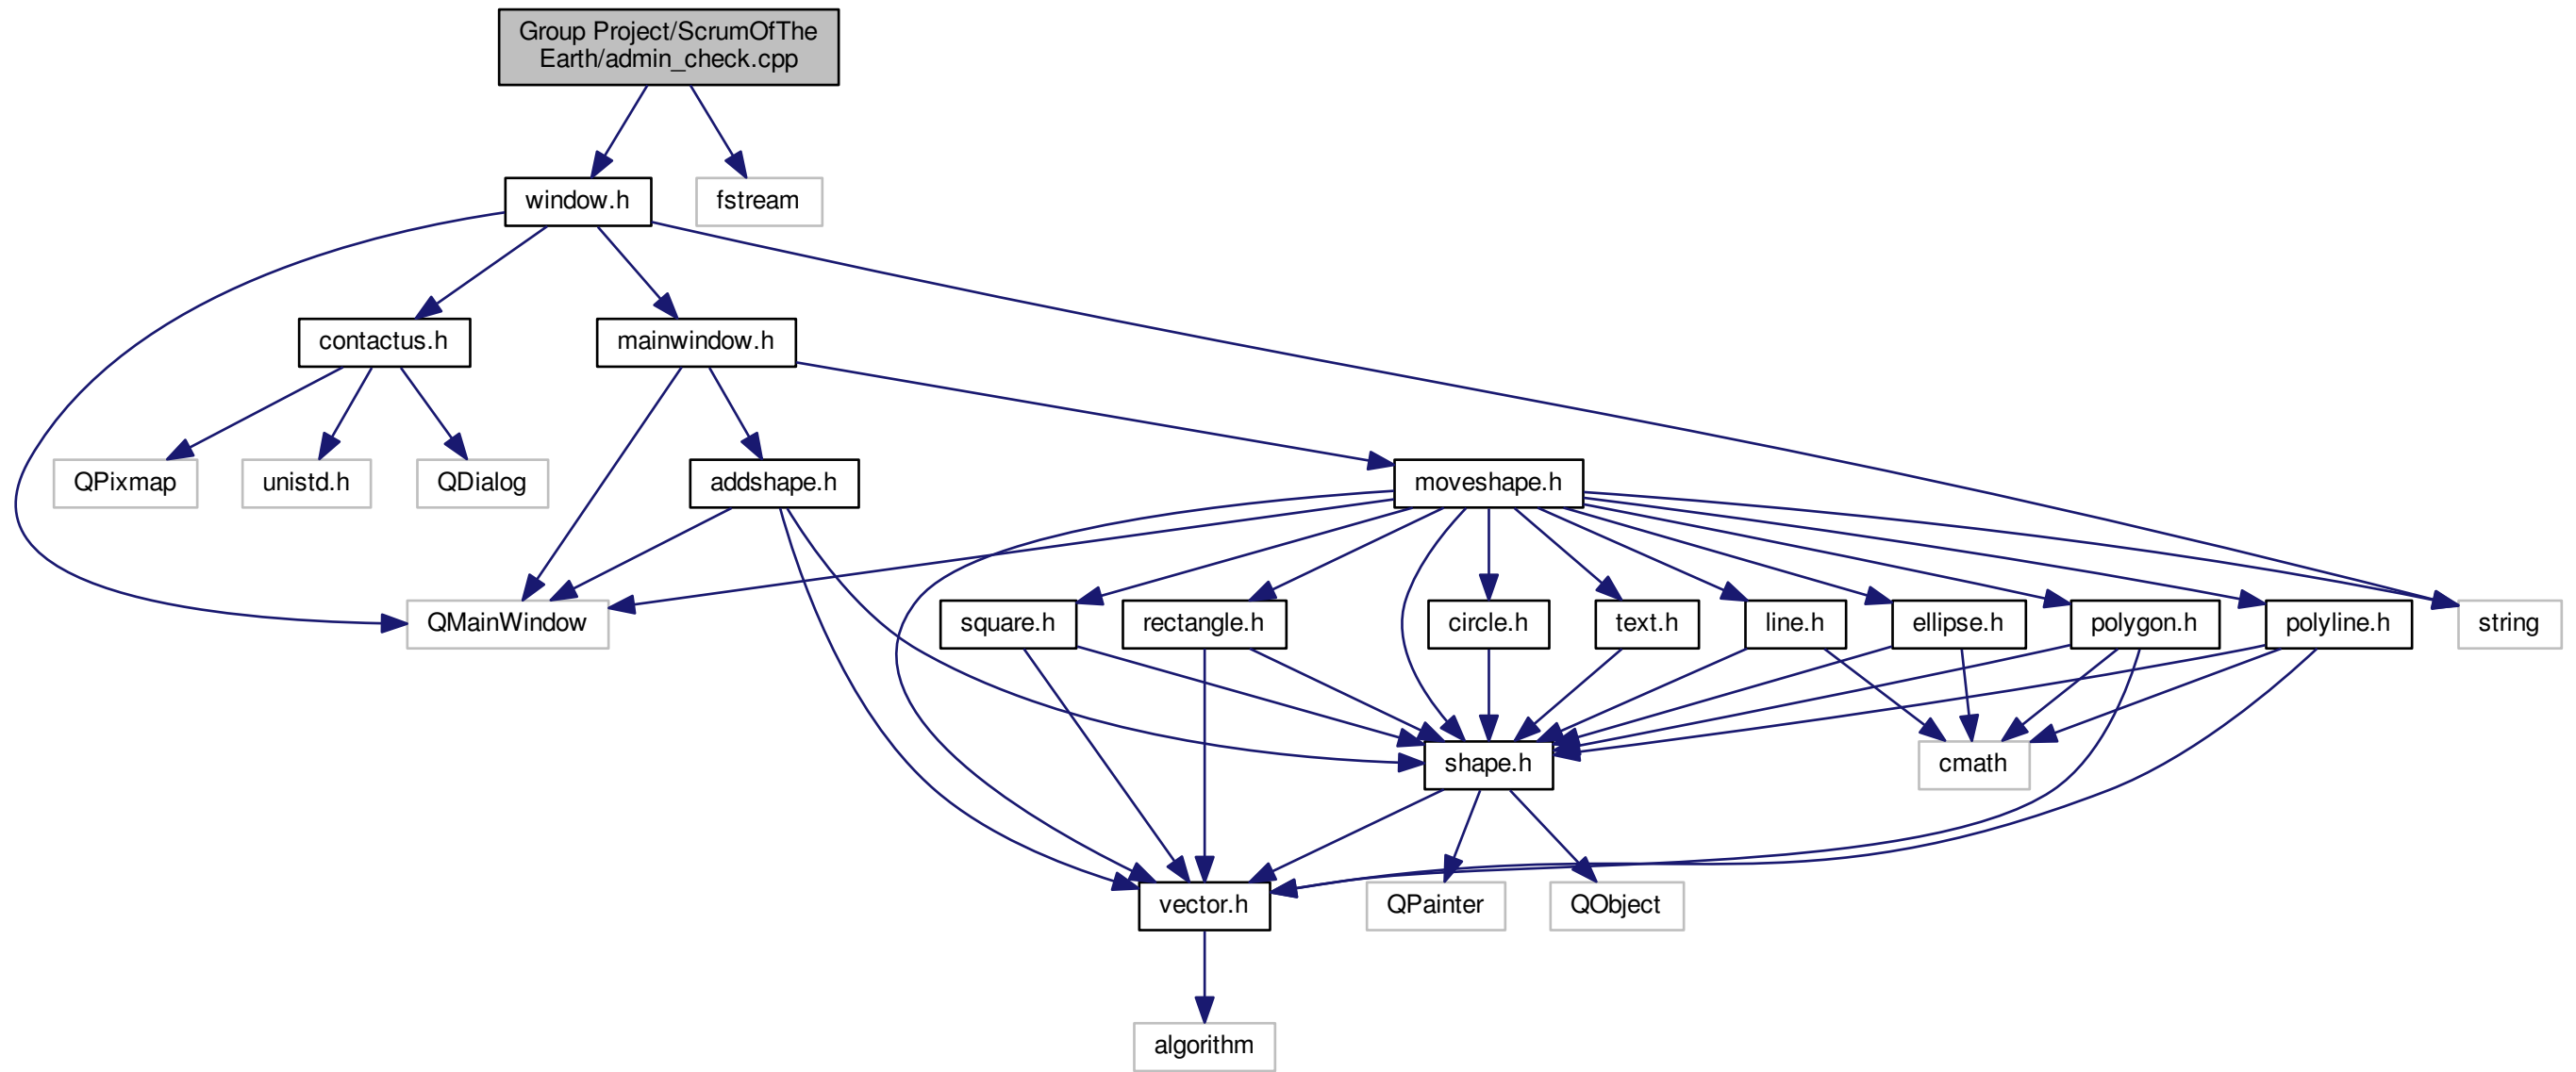 Group Project/ScrumOfThe
Earth/admin_check.cpp
window.h
fstream
contactus.h
mainwindow.h
QPixmap
unistd.h
QDialog
addshape.h
moveshape.h
QMainWindow
square.h
rectangle.h
circle.h
text.h
line.h
ellipse.h
polygon.h
polyline.h
string
shape.h
cmath
vector.h
QPainter
QObject
algorithm